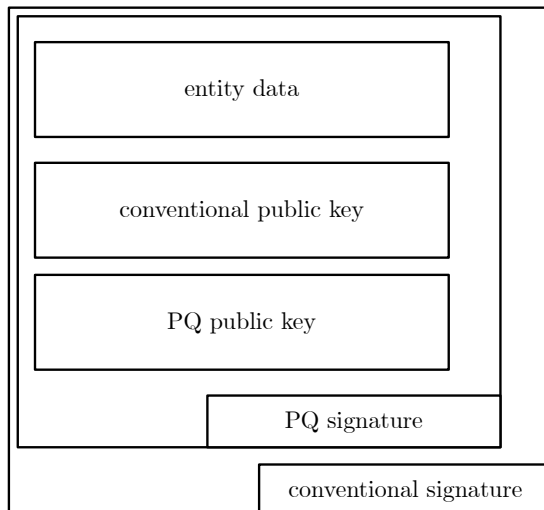 entity data
conventional public key
PQ public key
PQ signature
conventional signature